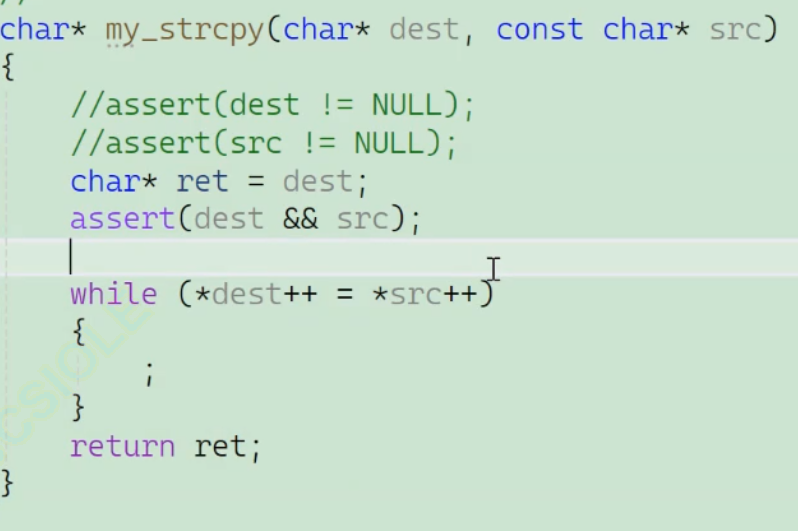 //
char* my_strcpy(char* dest, const char* src)
{
    //assert(dest != NULL);
    //assert(src != NULL);
    char* ret = dest;
    assert(dest && src);
    while (*dest++ = *src++)
    {
        ;
    }
    return ret;
}